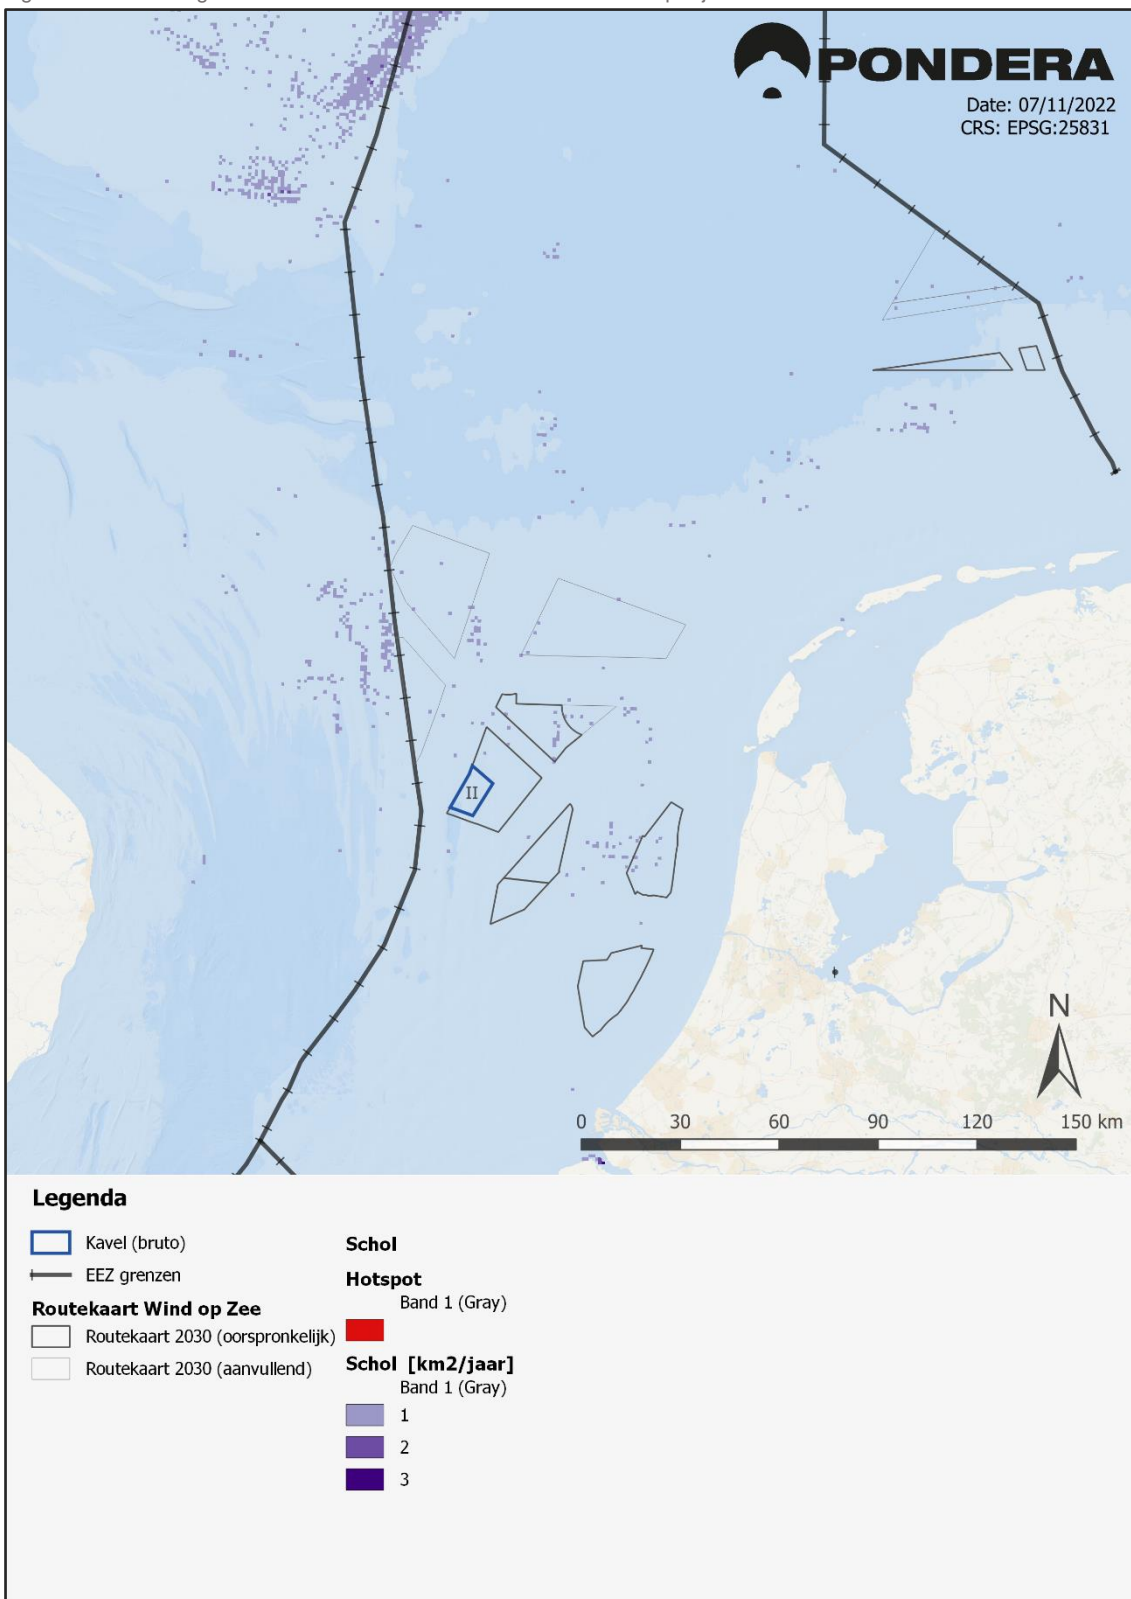 PONDERA
Date: 07/11/2022
CRS: EPSG:25831
II
N
0 30 60 90 120 150 km
Legenda
Kavel (bruto)
EEZ grenzen
Routekaart Wind op Zee
Routekaart 2030 (oorspronkelijk)
Routekaart 2030 (aanvullend)
Schol
Hotspot
Band 1 (Gray)
Schol [km2/jaar]
Band 1 (Gray)
1
2
3